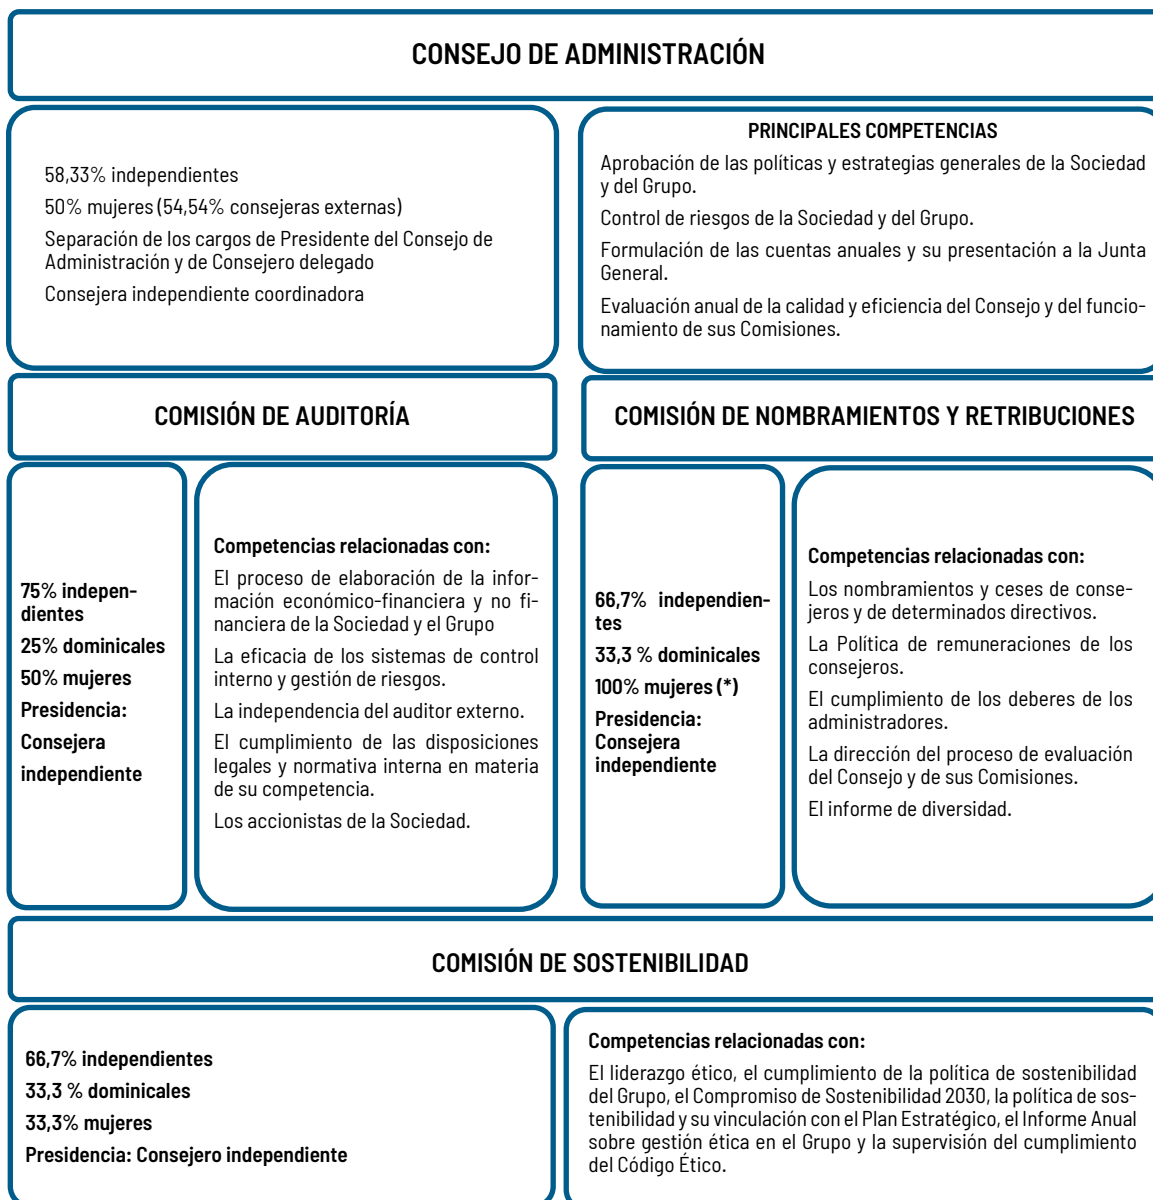 CONSEJO DE ADMINISTRACIÓN
58,33% independientes
50% mujeres (54,54% consejeras externas)
Separación de los cargos de Presidente del Consejo de
Administración y de Consejero delegado
Consejera independiente coordinadora
PRINCIPALES COMPETENCIAS
Aprobación de las políticas y estrategias generales de la Sociedad
y del Grupo.
Control de riesgos de la Sociedad y del Grupo.
Formulación de las cuentas anuales y su presentación a la Junta
General.
Evaluación anual de la calidad y eficiencia del Consejo y del funcio-
namiento de sus Comisiones.
COMISIÓN DE AUDITORÍA
75% indepen-
dientes
25% dominicales
50% mujeres
Presidencia:
Consejera
independiente
Competencias relacionadas con:
El proceso de elaboración de la infor-
mación económico-financiera y no fi-
nanciera de la Sociedad y el Grupo
La eficacia de los sistemas de control
interno y gestión de riesgos.
La independencia del auditor externo.
El cumplimiento de las disposiciones
legales y normativa interna en materia
de su competencia.
Los accionistas de la Sociedad.
COMISIÓN DE NOMBRAMIENTOS Y RETRIBUCIONES
66,7% independien-
tes
33,3 % dominicales
100% mujeres (*)
Presidencia:
Consejera
independiente
Competencias relacionadas con:
Los nombramientos y ceses de conse-
jeros y de determinados directivos.
La Política de remuneraciones de los
consejeros.
El cumplimiento de los deberes de los
administradores.
La dirección del proceso de evaluación
del Consejo y de sus Comisiones.
El informe de diversidad.
COMISIÓN DE SOSTENIBILIDAD
66,7% independientes
33,3 % dominicales
33,3% mujeres
Presidencia: Consejero independiente
Competencias relacionadas con:
El liderazgo ético, el cumplimiento de la política de sostenibilidad
del Grupo, el Compromiso de Sostenibilidad 2030, la política de sos-
tenibilidad y su vinculación con el Plan Estratégico, el Informe Anual
sobre gestión ética en el Grupo y la supervisión del cumplimiento
del Código Ético.